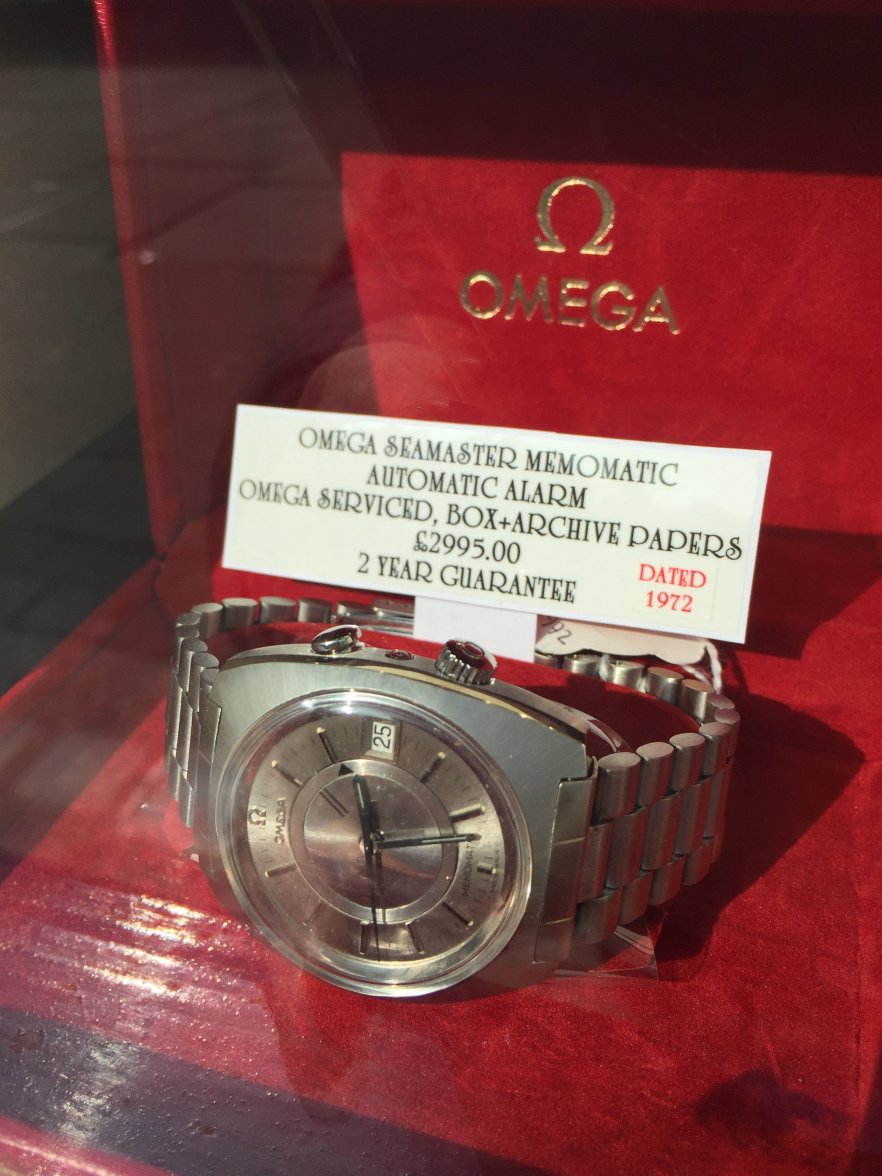 Ω
OMEGA
OMEGA SEAMASTER MEMOMATIC
AUTOMATIC ALARM
OMEGA SERVICED, BOX+ARCHIVE PAPERS
£2995.00
2 YEAR GUARANTEE
DATED
1972
25
Ω
OMEGA